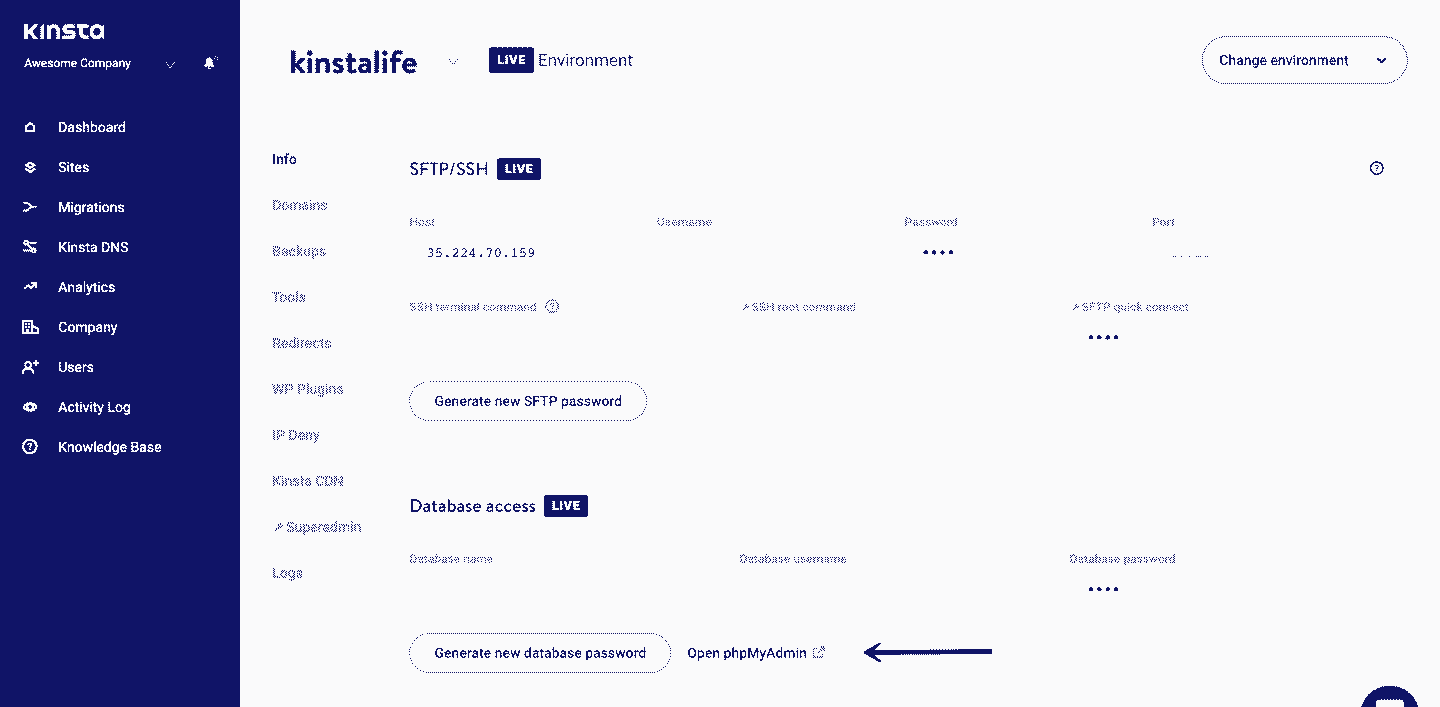 Kinsta
Awesome Company
Dashboard
Sites
Migrations
Kinsta DNS
Analytics
Company
Users
Activity Log
Knowledge Base
kinstalife LIVE Environment
Change environment
Info
Domains
Backups
Tools
Redirects
WP Plugins
IP Deny
Kinsta CDN
Superadmin
Logs
SFTP/SSH LIVE
Host Username Password Port
35.224.70.159 ••••
SSH terminal command SSH root command SFTP quick connect
••••
Generate new SFTP password
Database access LIVE
Database name Database username Database password
••••
Generate new database password Open phpMyAdmin